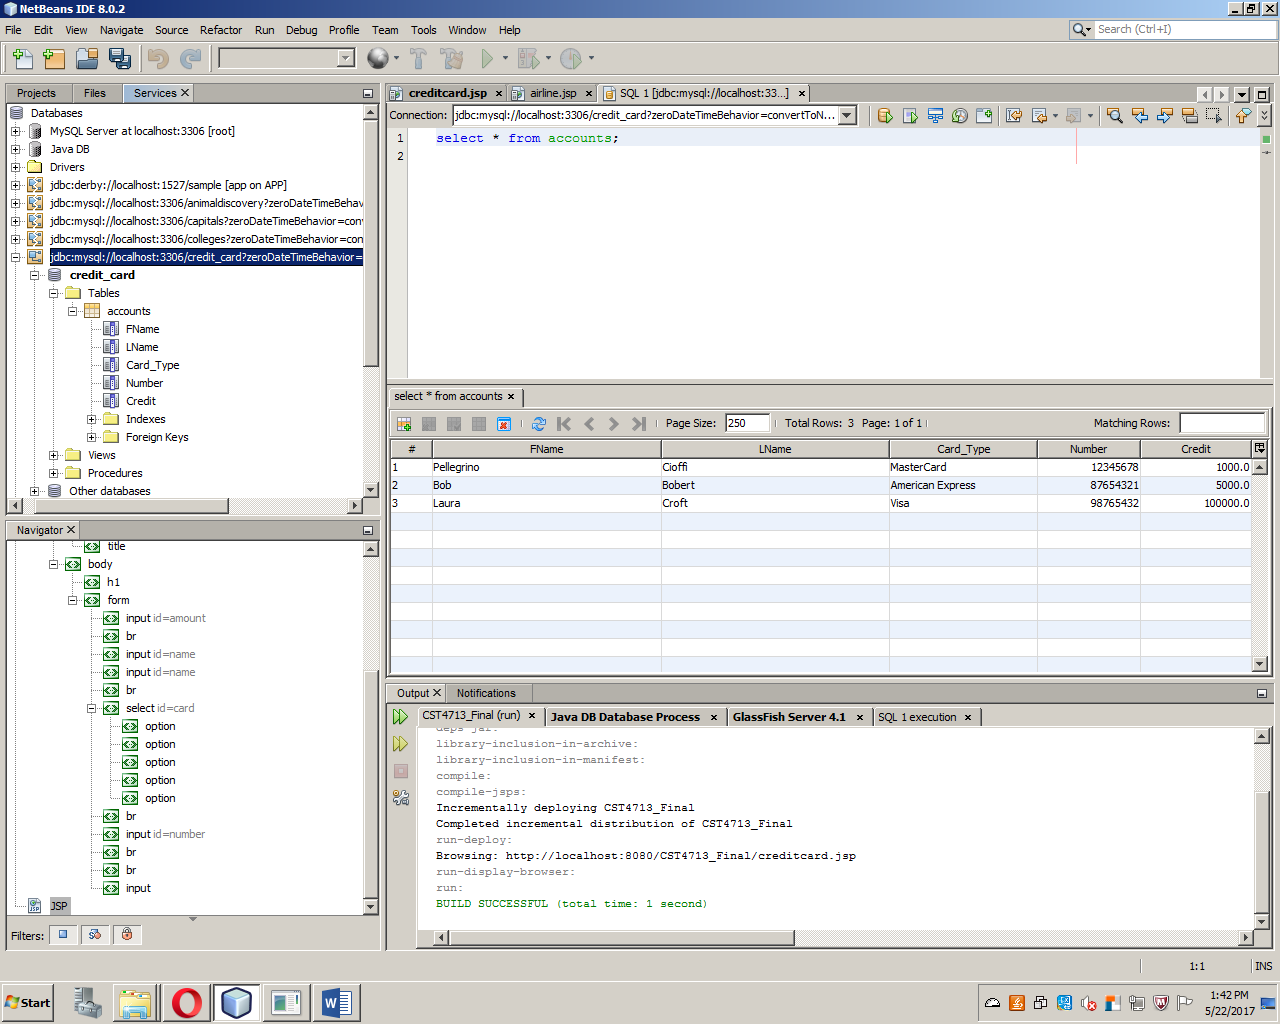 NetBeans IDE 8.0.2
File Edit View Navigate Source Refactor Run Debug Profile Team Tools Window Help
Search (Ctrl+I)
Projects Files Services
Databases
MySQL Server at localhost:3306 [root]
Java DB
Drivers
jdbc:derby://localhost:1527/sample [app on APP]
jdbc:mysql://localhost:3306/animaldiscovery?zeroDateTimeBehav
jdbc:mysql://localhost:3306/capitals?zeroDateTimeBehavior=conv
jdbc:mysql://localhost:3306/colleges?zeroDateTimeBehavior=con
jdbc:mysql://localhost:3306/credit_card?zeroDateTimeBehavior=
credit_card
Tables
accounts
FName
LName
Card_Type
Number
Credit
Indexes
Foreign Keys
Views
Procedures
Other databases
Navigator
title
body
h1
form
input id=amount
br
input id=name
input id=name
br
select id=card
option
option
option
option
option
br
input id=number
br
br
input
JSP
Filters:
creditcard.jsp airline.jsp SQL 1 [jdbc:mysql://localhost:33...]
Connection: jdbc:mysql://localhost:3306/credit_card?zeroDateTimeBehavior=convertToN...
1 select * from accounts;
2
select * from accounts
Page Size: 250 Total Rows: 3 Page: 1 of 1 Matching Rows:
# FName LName Card_Type Number Credit
1 Pellegrino Cioffi MasterCard 12345678 1000.0
2 Bob Bobert American Express 87654321 5000.0
3 Laura Croft Visa 98765432 100000.0
Output Notifications
CST4713_Final (run) Java DB Database Process GlassFish Server 4.1 SQL 1 execution
deps-jar:
library-inclusion-in-archive:
library-inclusion-in-manifest:
compile:
compile-jsps:
Incrementally deploying CST4713_Final
Completed incremental distribution of CST4713_Final
run-deploy:
Browsing: http://localhost:8080/CST4713_Final/creditcard.jsp
run-display-browser:
run:
BUILD SUCCESSFUL (total time: 1 second)
1:1 INS
Start
1:42 PM
5/22/2017